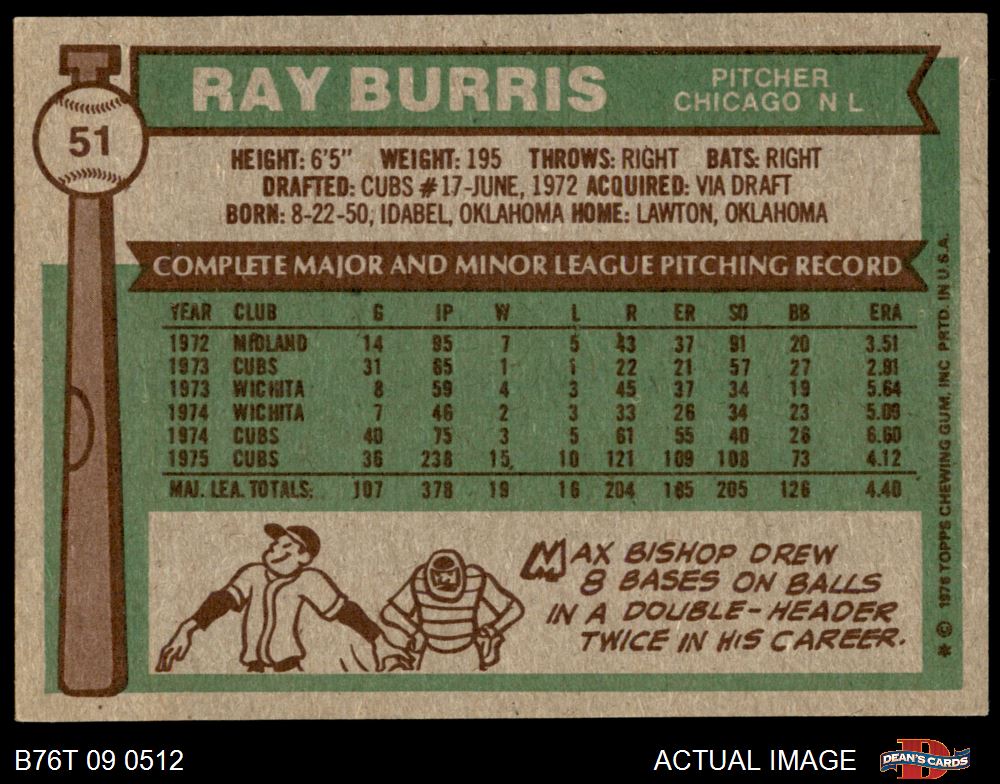 51
RAY BURRIS
PITCHER
CHICAGO N L
HEIGHT: 6'5" WEIGHT: 195 THROWS: RIGHT BATS: RIGHT
DRAFTED: CUBS #17-JUNE, 1972 ACQUIRED: VIA DRAFT
BORN: 8-22-50, IDABEL, OKLAHOMA HOME: LAWTON, OKLAHOMA
COMPLETE MAJOR AND MINOR LEAGUE PITCHING RECORD
YEAR CLUB G IP W L R ER SO BB ERA
1972 MIDLAND 14 95 7 5 43 37 91 20 3.51
1973 CUBS 31 65 1 1 22 21 57 27 2.91
1973 WICHITA 8 59 4 3 45 37 34 19 5.64
1974 WICHITA 7 46 2 3 33 26 34 23 5.09
1974 CUBS 40 75 3 5 61 55 40 26 6.60
1975 CUBS 36 238 15 10 121 109 108 73 4.12
MAJ. LEA. TOTALS: 107 378 19 16 204 185 205 126 4.40
MAX BISHOP DREW
8 BASES ON BALLS
IN A DOUBLE-HEADER
TWICE IN HIS CAREER.
* © 1976 TOPPS CHEWING GUM, INC PRTD. IN U.S.A.
B76T 09 0512
ACTUAL IMAGE
DEAN'S CARDS